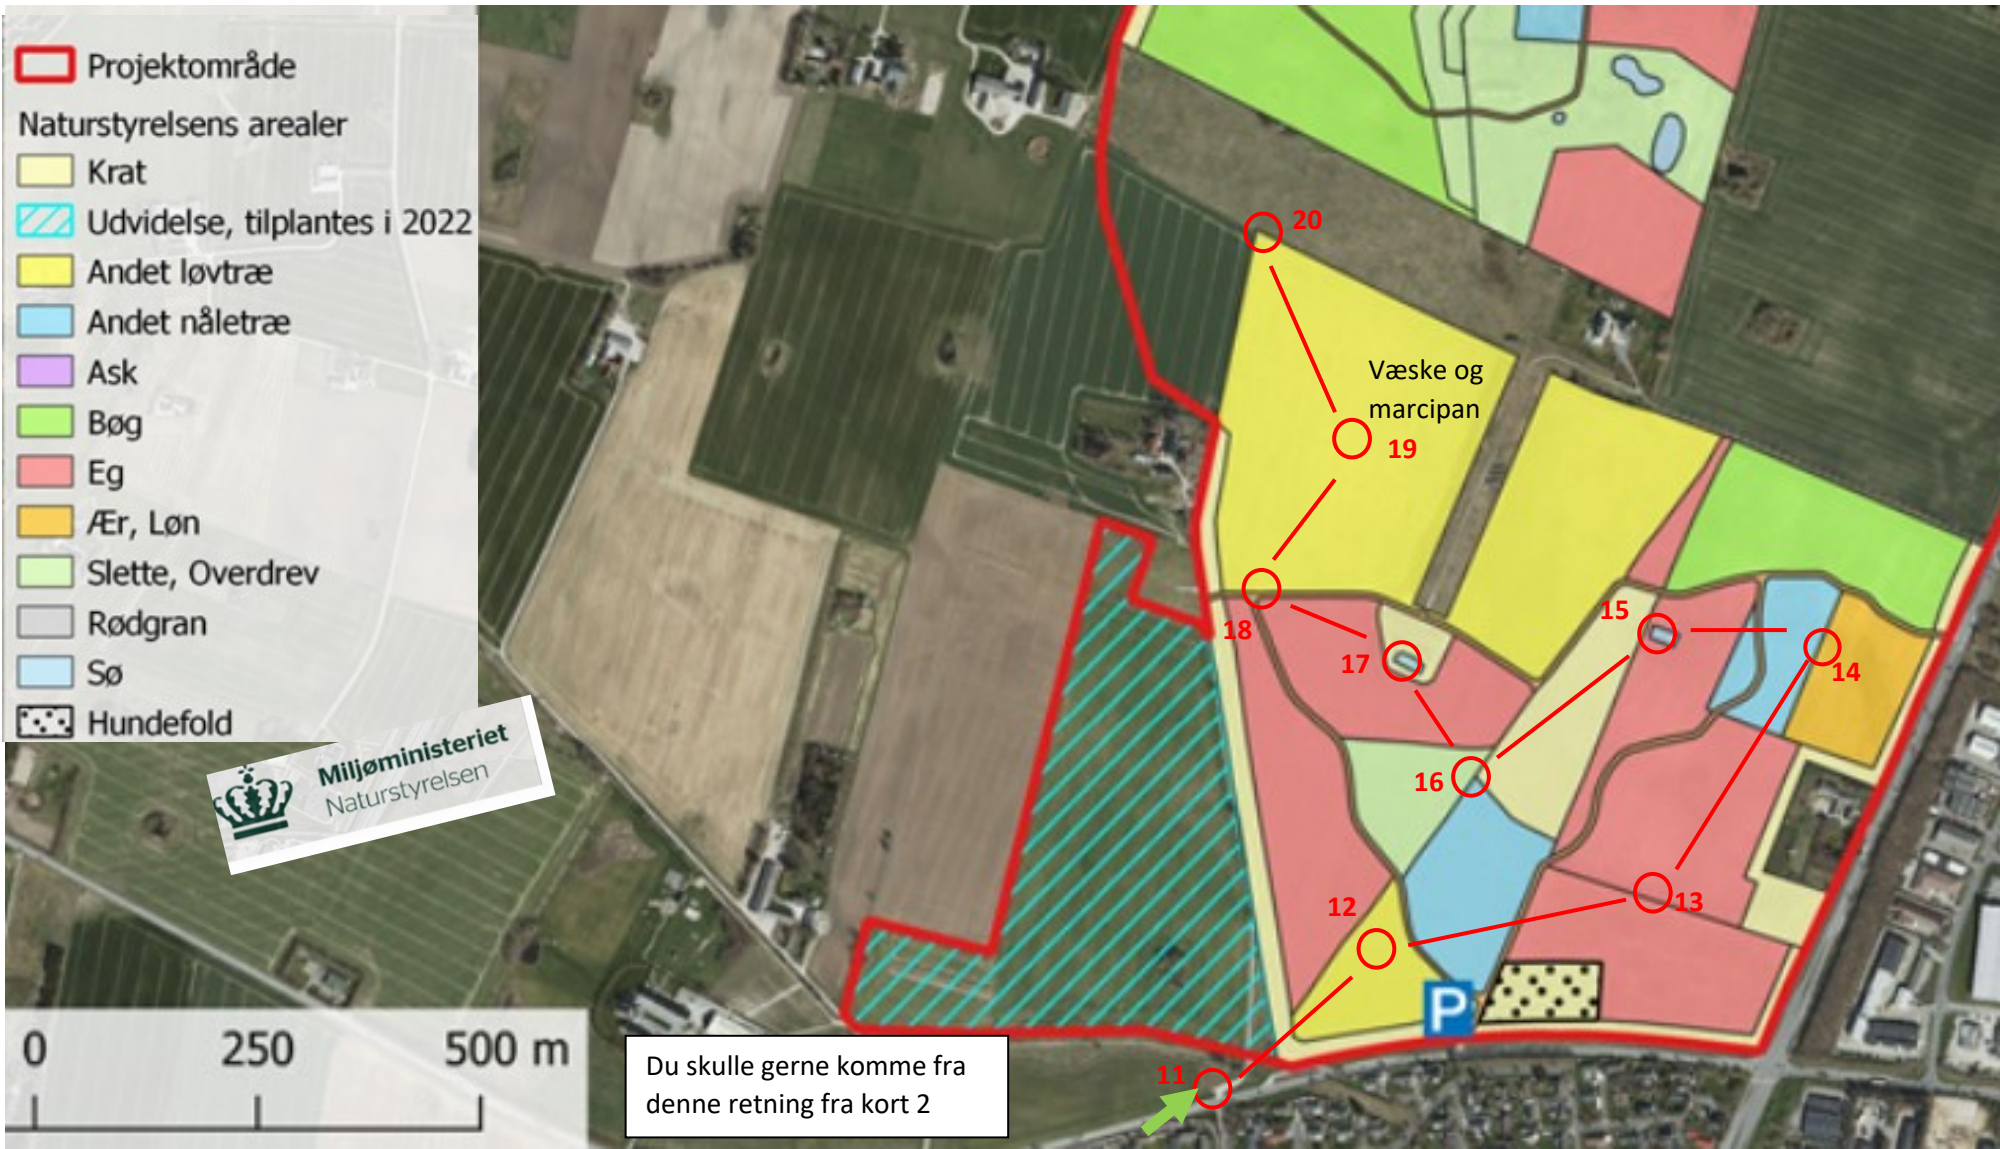 Projektområde
Naturstyrelsens arealer
Krat
Udvidelse, tilplantes i 2022
Andet løvtræ
Andet nåletræ
Ask
Bøg
Eg
Ær, Løn
Slette, Overdrev
Rødgran
Sø
Hundefold
Miljøministeriet
Naturstyrelsen
0 250 500 m
Du skulle gerne komme fra
denne retning fra kort 2
20
Væske og
marcipan
19
18
17
15
14
16
12
13
P
11